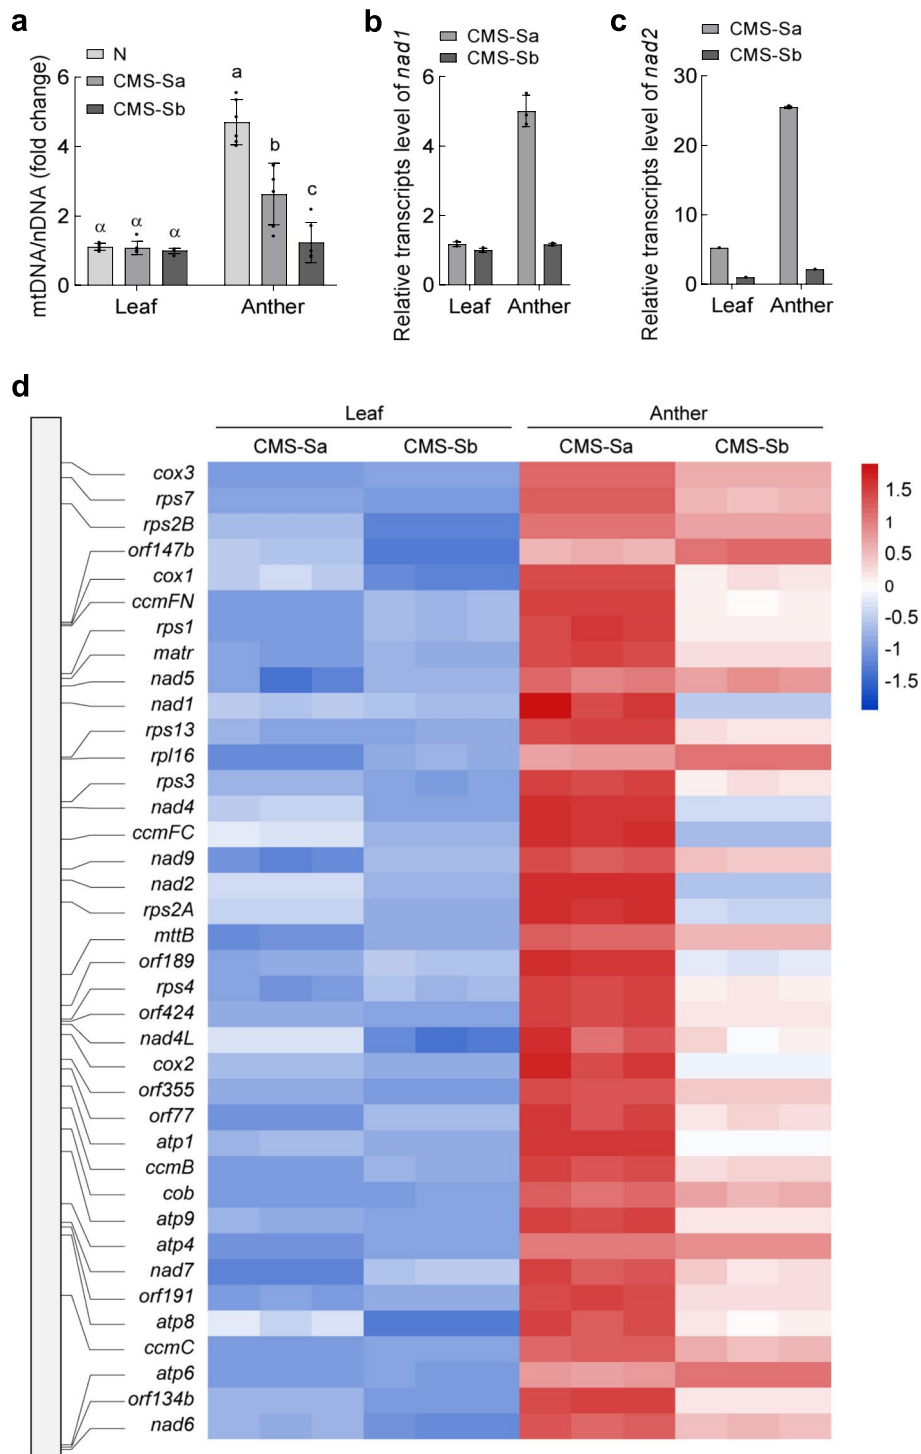 a
N
CMS-Sa
CMS-Sb
mtDNA/nDNA (fold change)
6
4
2
0
α
α
α
a
b
c
Leaf
Anther
b
CMS-Sa
CMS-Sb
Relative transcripts level of nad1
6
4
2
0
Leaf
Anther
c
CMS-Sa
CMS-Sb
Relative transcripts level of nad2
30
20
10
0
Leaf
Anther
d
Leaf
Anther
CMS-Sa
CMS-Sb
CMS-Sa
CMS-Sb
cox3
rps7
rps2B
orf147b
cox1
ccmFN
rps1
matr
nad5
nad1
rps13
rpl16
rps3
nad4
ccmFC
nad9
nad2
rps2A
mttB
orf189
rps4
orf424
nad4L
cox2
orf355
orf77
atp1
ccmB
cob
atp9
atp4
nad7
orf191
atp8
ccmC
atp6
orf134b
nad6
1.5
1
0.5
0
-0.5
-1
-1.5